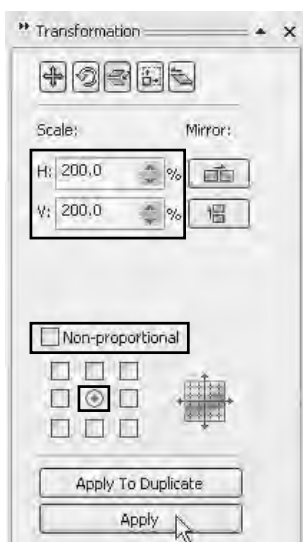 Transformation
Scale: Mirror:
H: 200.0 %
V: 200.0 %
Non-proportional
Apply To Duplicate
Apply